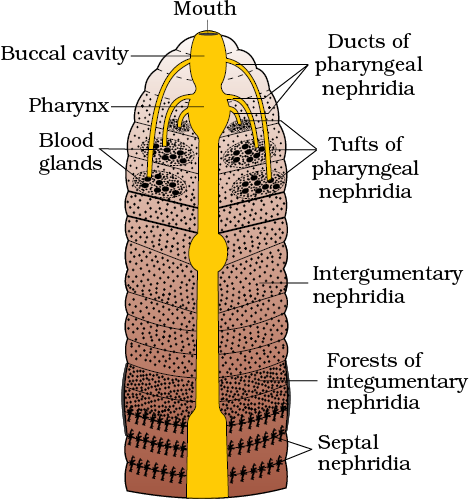 Mouth
Buccal cavity
Pharynx
Blood
glands
Ducts of
pharyngeal
nephridia
Tufts of
pharyngeal
nephridia
Intergumentary
nephridia
Forests of
integumentary
nephridia
Septal
nephridia